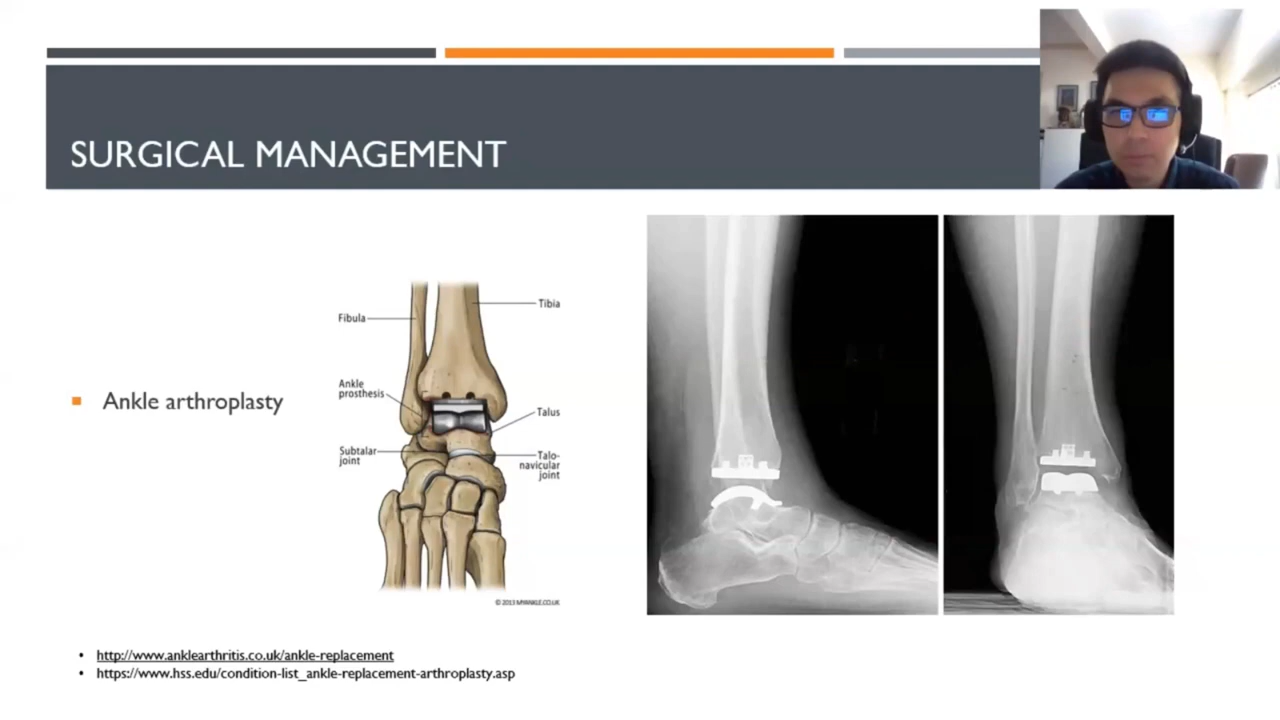 SURGICAL MANAGEMENT
Fibula
Tibia
Ankle
prosthesis
Talus
Subtalar
joint
Talo-
navicular
joint
Ankle arthroplasty
© 2013 MYANKLE.CO.UK
• http://www.anklearthritis.co.uk/ankle-replacement
• https://www.hss.edu/condition-list_ankle-replacement-arthroplasty.asp